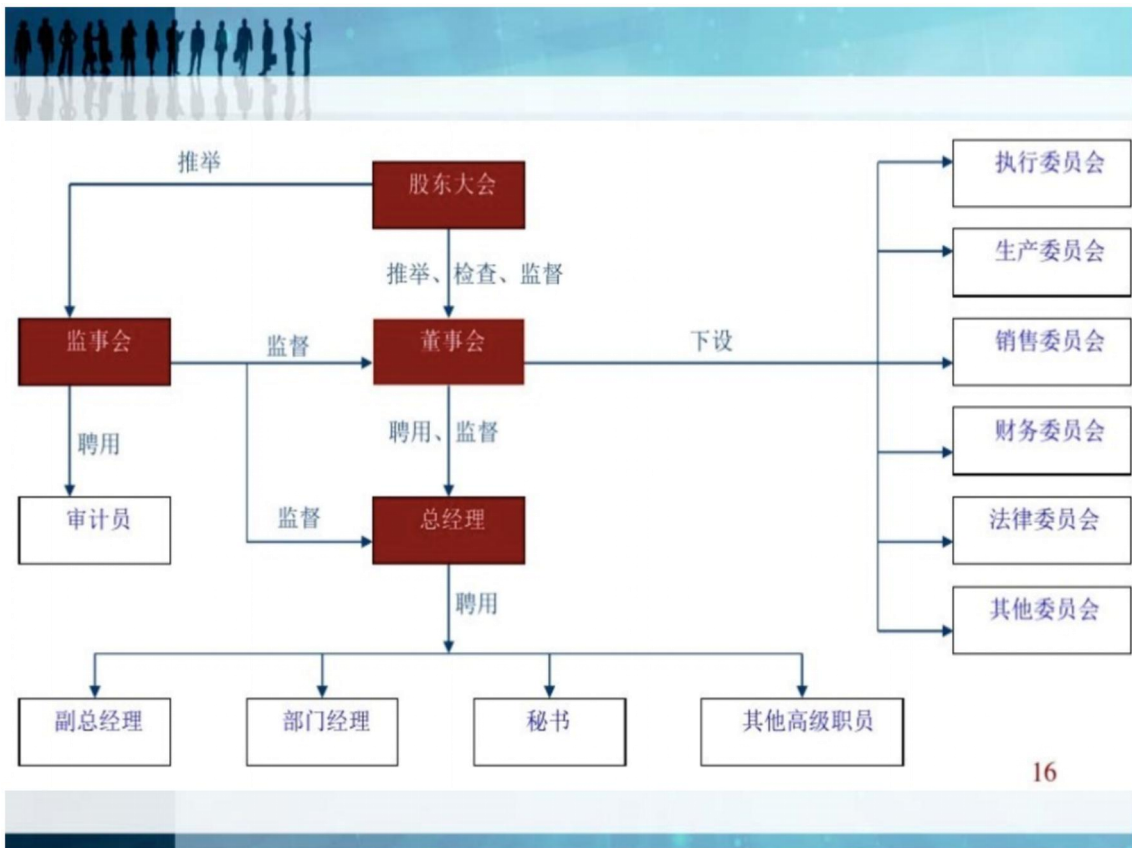 推举
股东大会
执行委员会
推举、检查、监督
生产委员会
监事会
监督
董事会
下设
销售委员会
聘用
聘用、监督
财务委员会
审计员
监督
总经理
法律委员会
聘用
其他委员会
副总经理
部门经理
秘书
其他高级职员
16